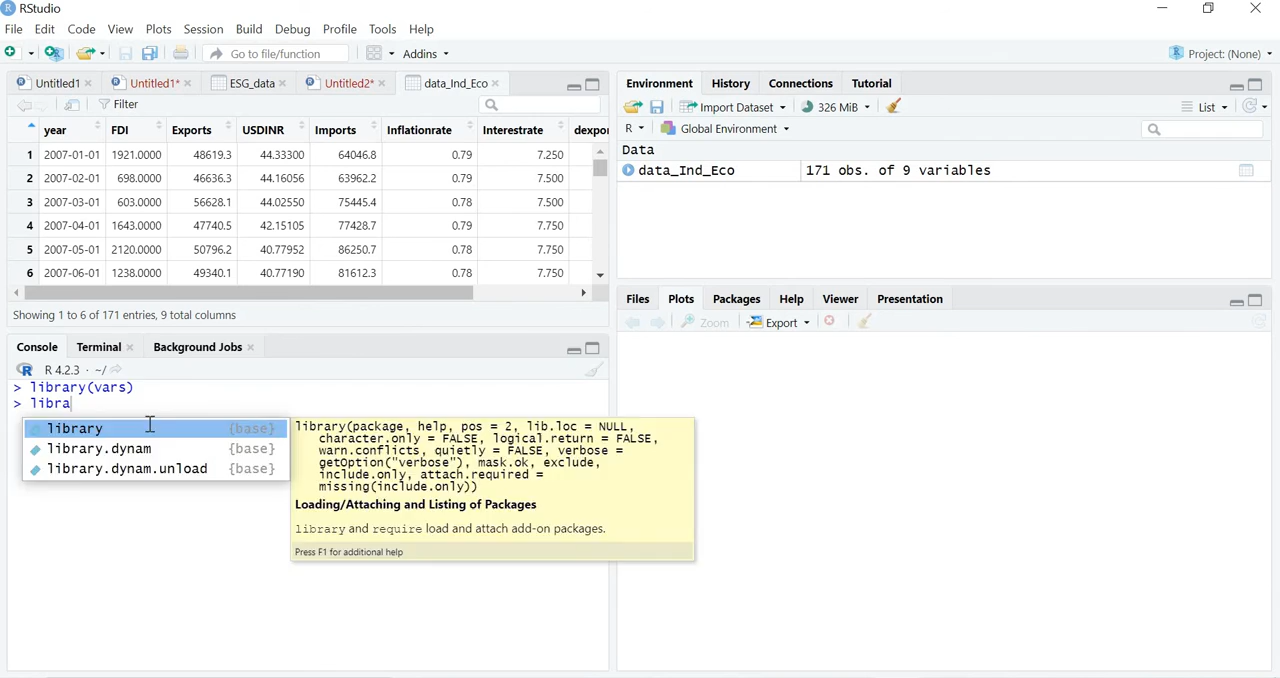 RStudio
File Edit Code View Plots Session Build Debug Profile Tools Help
Go to file/function Addins Project: (None)
Untitled1 Untitled1* ESG_data Untitled2* data_Ind_Eco
Filter
year FDI Exports USDINR Imports Inflationrate Interestrate dexpor
1 2007-01-01 1921.0000 48619.3 44.33300 64046.8 0.79 7.250
2 2007-02-01 698.0000 46636.3 44.16056 63962.2 0.79 7.500
3 2007-03-01 603.0000 56628.1 44.02550 75445.4 0.78 7.500
4 2007-04-01 1643.0000 47740.5 42.15105 77428.7 0.79 7.750
5 2007-05-01 2120.0000 50796.2 40.77952 86250.7 0.78 7.750
6 2007-06-01 1238.0000 49340.1 40.77190 81612.3 0.78 7.750
Showing 1 to 6 of 171 entries, 9 total columns
Console Terminal Background Jobs
R 4.2.3 · ~/
> library(vars)
> libra
library {base}
library.dynam {base}
library.dynam.unload {base}
library(package, help, pos = 2, lib.loc = NULL,
character.only = FALSE, logical.return = FALSE,
warn.conflicts, quietly = FALSE, verbose =
getOption("verbose"), mask.ok, exclude,
include.only, attach.required =
missing(include.only))
Loading/Attaching and Listing of Packages
library and require load and attach add-on packages.
Press F1 for additional help
Environment History Connections Tutorial
Import Dataset 326 MiB List
R Global Environment
Data
data_Ind_Eco 171 obs. of 9 variables
Files Plots Packages Help Viewer Presentation
Zoom Export